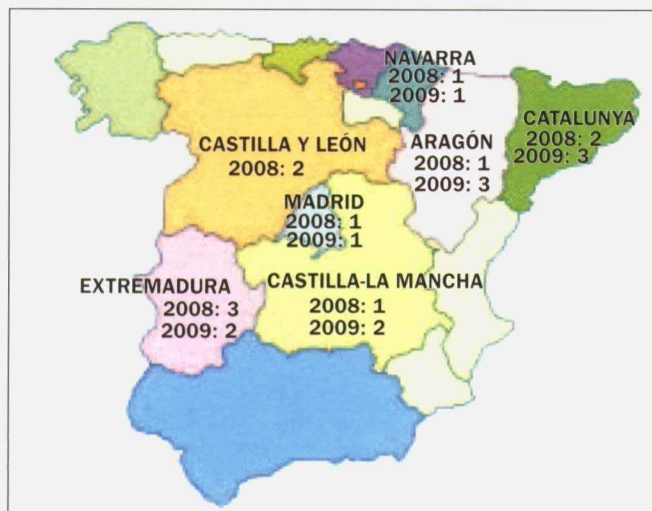 NAVARRA
2008: 1
2009: 1
CATALUNYA
2008: 2
2009: 3
CASTILLA Y LEÓN
2008: 2
ARAGÓN
2008: 1
2009: 3
MADRID
2008: 1
2009: 1
EXTREMADURA
2008: 3
2009: 2
CASTILLA-LA MANCHA
2008: 1
2009: 2